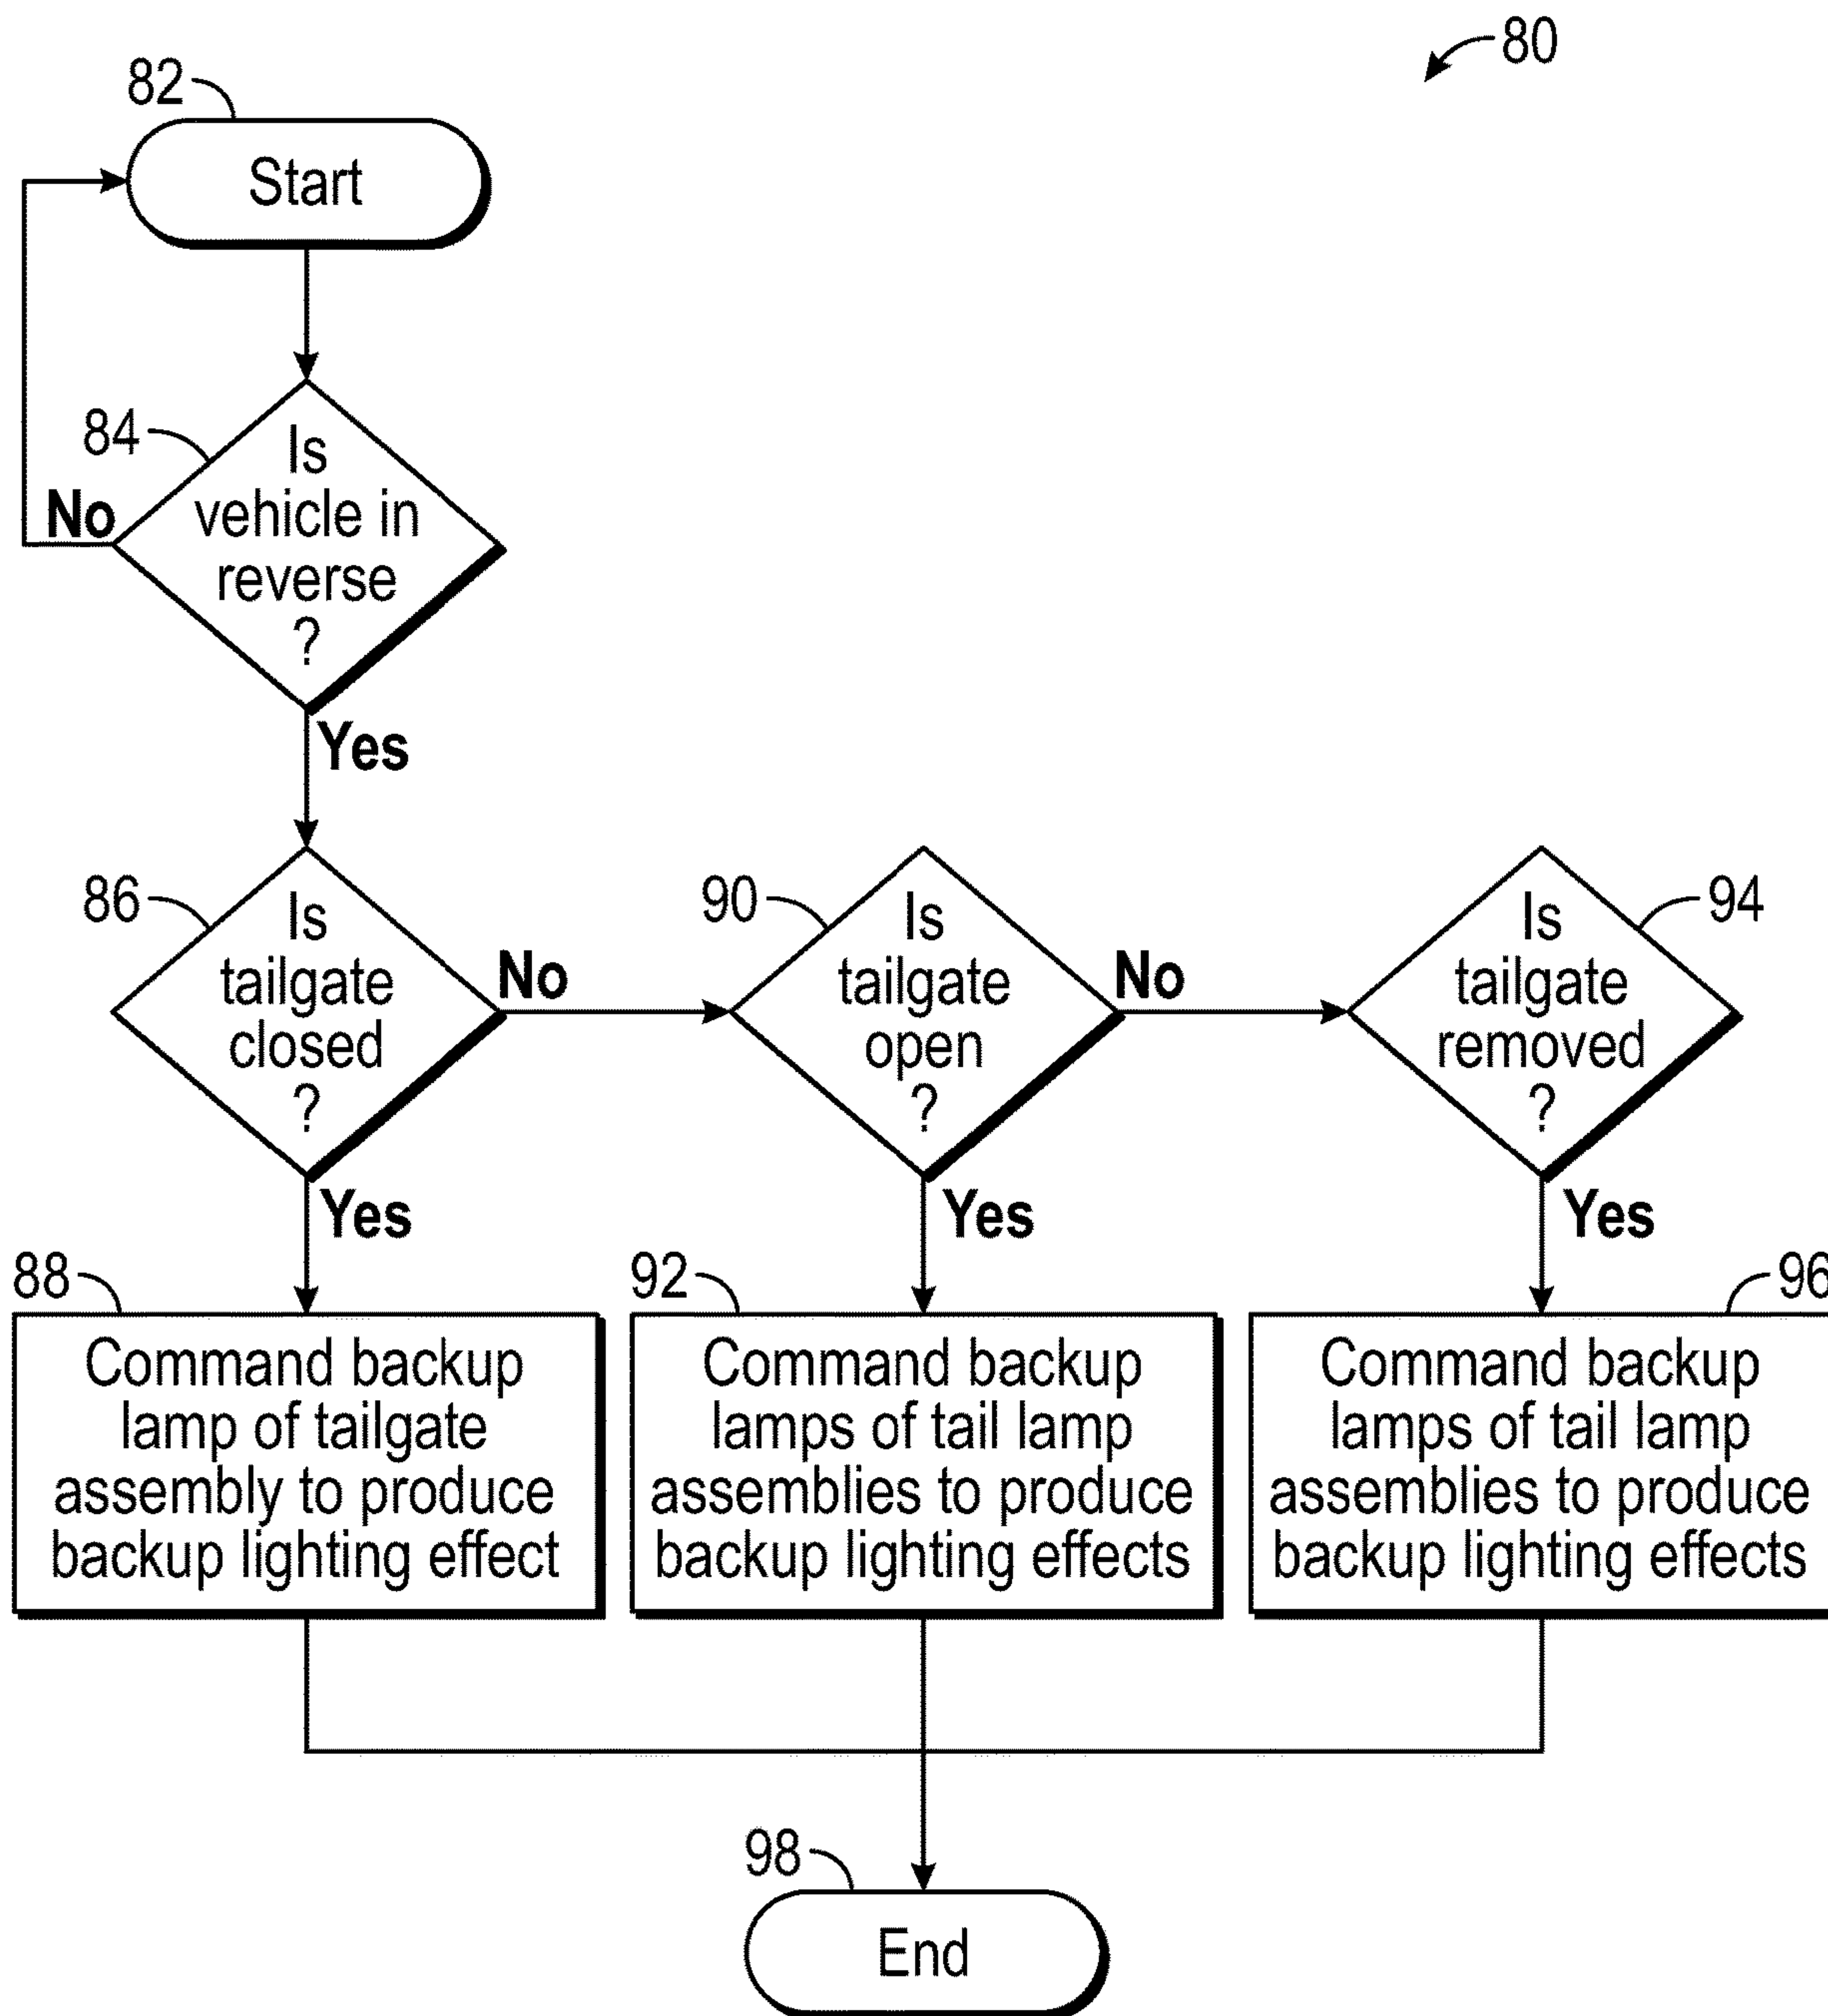 80
82
Start
84
Is
vehicle in
reverse
?
No
Yes
86
Is
tailgate
closed
?
No
Yes
90
Is
tailgate
open
?
No
Yes
94
Is
tailgate
removed
?
Yes
88
Command backup
lamp of tailgate
assembly to produce
backup lighting effect
92
Command backup
lamps of tail lamp
assemblies to produce
backup lighting effects
96
Command backup
lamps of tail lamp
assemblies to produce
backup lighting effects
98
End